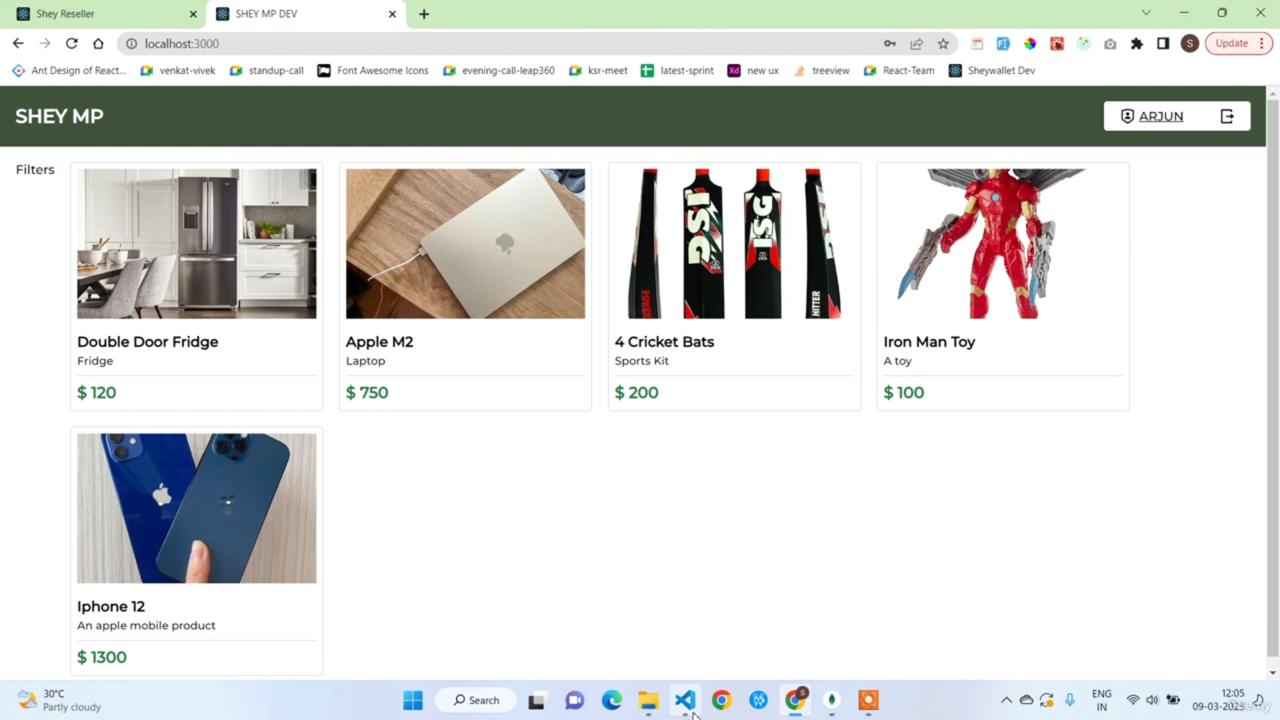 Shey Reseller
SHEY MP DEV
localhost:3000
Update
Ant Design of React...
venkat-vivek
standup-call
Font Awesome Icons
evening-call-leap360
ksr-meet
latest-sprint
Xd new ux
treeview
React-Team
Sheywallet Dev
SHEY MP
ARJUN
Filters
Double Door Fridge
Fridge
$ 120
Apple M2
Laptop
$ 750
4 Cricket Bats
Sports Kit
$ 200
Iron Man Toy
A toy
$ 100
Iphone 12
An apple mobile product
$ 1300
30°C
Partly cloudy
Search
ENG
IN
12:05
09-03-2023